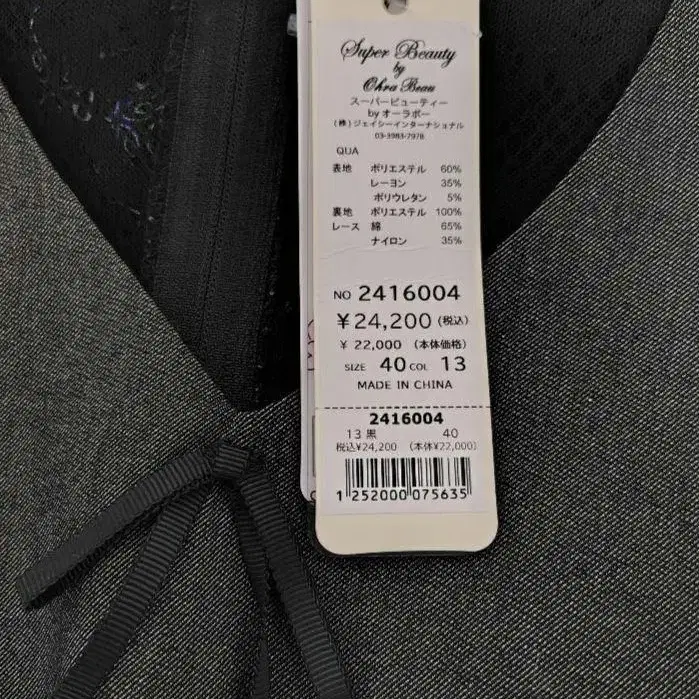 Super Beauty
by
Ohra Beau
スーパービューティー
by オーラボー
(株)ジェイシーインターナショナル
03-3983-7978
QUA
表地 ポリエステル 60%
レーヨン 35%
ポリウレタン 5%
裏地 ポリエステル 100%
レース 綿 65%
ナイロン 35%
NO 2416004
¥24,200(税込)
¥ 22,000 (本体価格)
SIZE 40 COL 13
MADE IN CHINA
2416004
13 黒 40
税込¥24,200 (本体¥22,000)
1 252000 075635